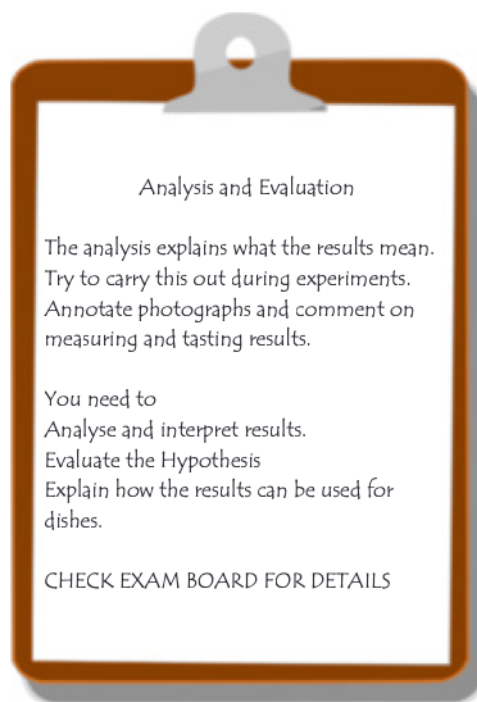 Analysis and Evaluation
The analysis explains what the results mean.
Try to carry this out during experiments.
Annotate photographs and comment on
measuring and tasting results.
You need to
Analyse and interpret results.
Evaluate the Hypothesis
Explain how the results can be used for
dishes.
CHECK EXAM BOARD FOR DETAILS